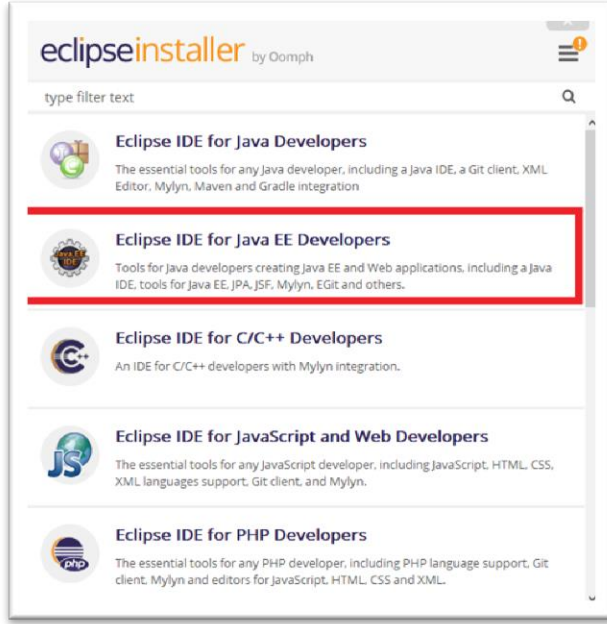 eclipseinstaller by Oomph
type filter text
Eclipse IDE for Java Developers
The essential tools for any Java developer, including a Java IDE, a Git client, XML
Editor, Mylyn, Maven and Gradle integration
Java EE
IDE
Eclipse IDE for Java EE Developers
Tools for Java developers creating Java EE and Web applications, including a Java
IDE, tools for Java EE, JPA, JSF, Mylyn, EGit and others.
C++
Eclipse IDE for C/C++ Developers
An IDE for C/C++ developers with Mylyn integration.
JS
Eclipse IDE for JavaScript and Web Developers
The essential tools for any JavaScript developer, including JavaScript, HTML, CSS,
XML languages support, Git client, and Mylyn.
php
Eclipse IDE for PHP Developers
The essential tools for any PHP developer, including PHP language support, Git
client, Mylyn and editors for JavaScript, HTML, CSS and XML.